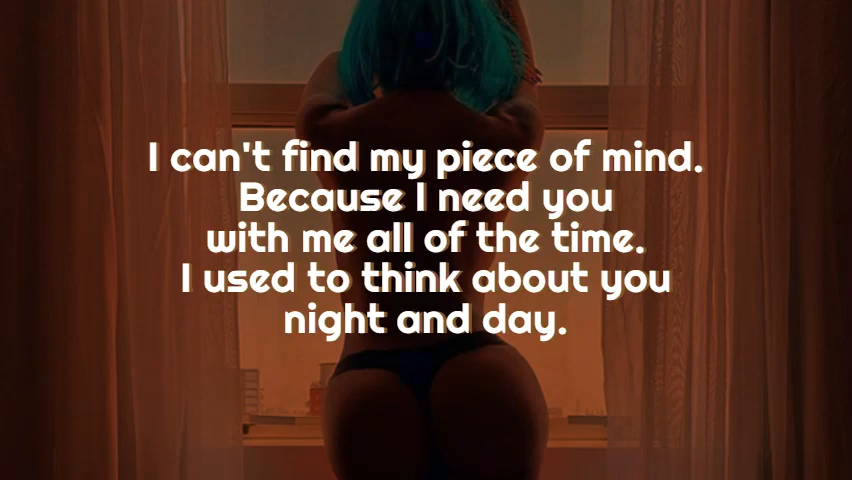 I can't find my piece of mind.
Because I need you
with me all of the time.
I used to think about you
night and day.